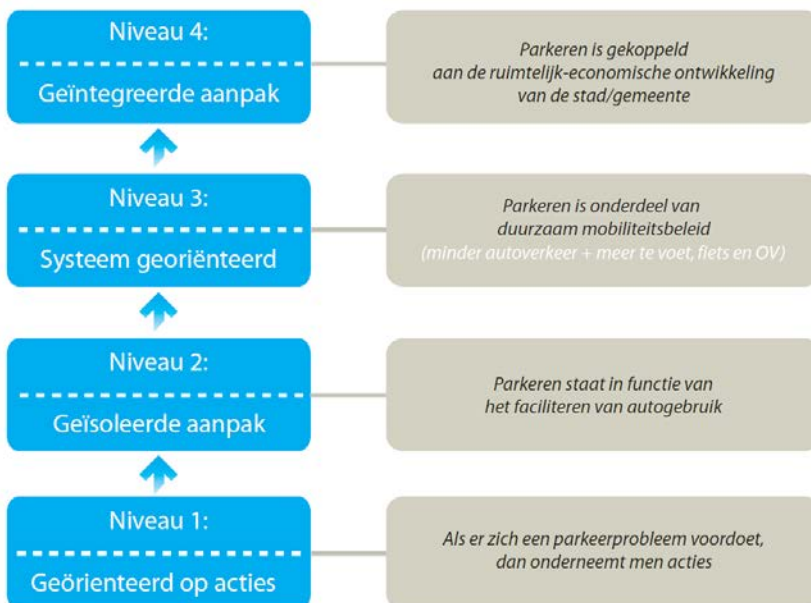 Niveau 4:
Geïntegreerde aanpak
Parkeren is gekoppeld
aan de ruimtelijk-economische ontwikkeling
van de stad/gemeente
Niveau 3:
Systeem georiënteerd
Parkeren is onderdeel van
duurzaam mobiliteitsbeleid
(minder autoverkeer + meer te voet, fiets en OV)
Niveau 2:
Geïsoleerde aanpak
Parkeren staat in functie van
het faciliteren van autogebruik
Niveau 1:
Geörienteerd op acties
Als er zich een parkeerprobleem voordoet,
dan onderneemt men acties